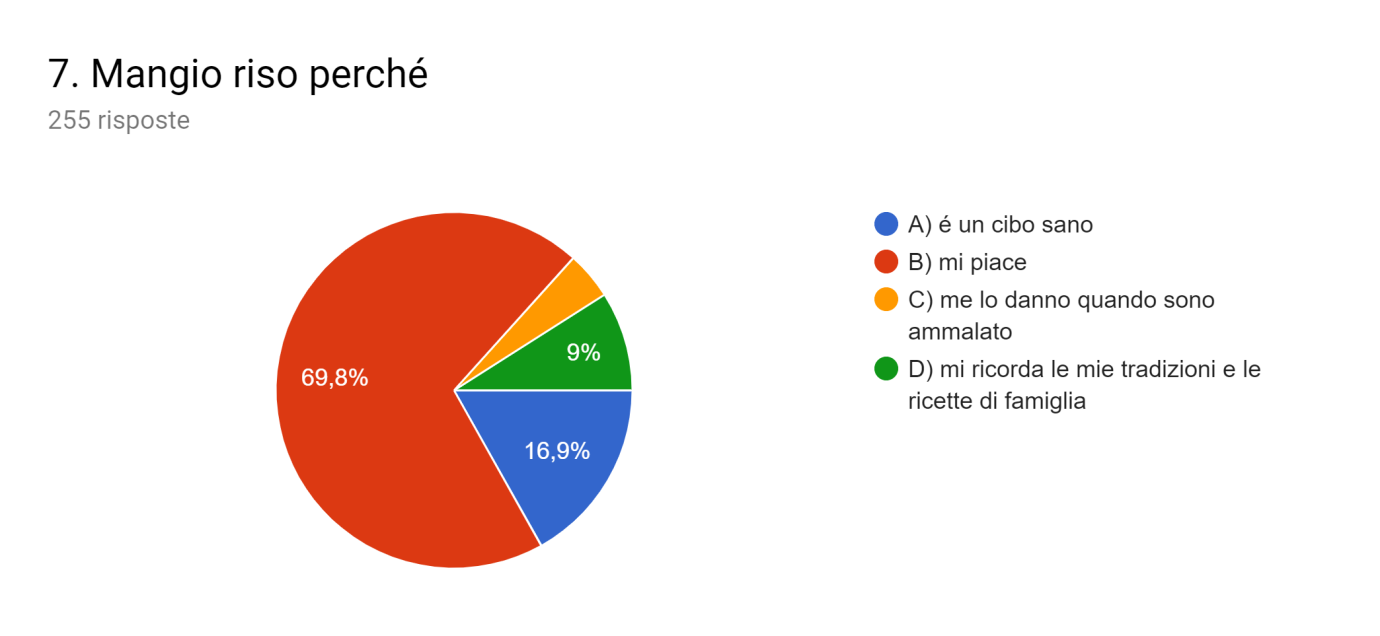 7. Mangio riso perché
255 risposte
A) é un cibo sano
B) mi piace
C) me lo danno quando sono
ammalato
D) mi ricorda le mie tradizioni e le
ricette di famiglia
9%
69,8%
16,9%